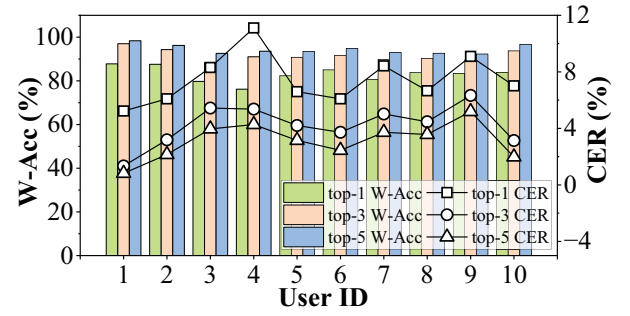 W-Acc (%)
100
80
60
40
20
0
12
8
4
0
−4
CER (%)
top-1 W-Acc top-1 CER
top-3 W-Acc top-3 CER
top-5 W-Acc top-5 CER
1 2 3 4 5 6 7 8 9 10
User ID